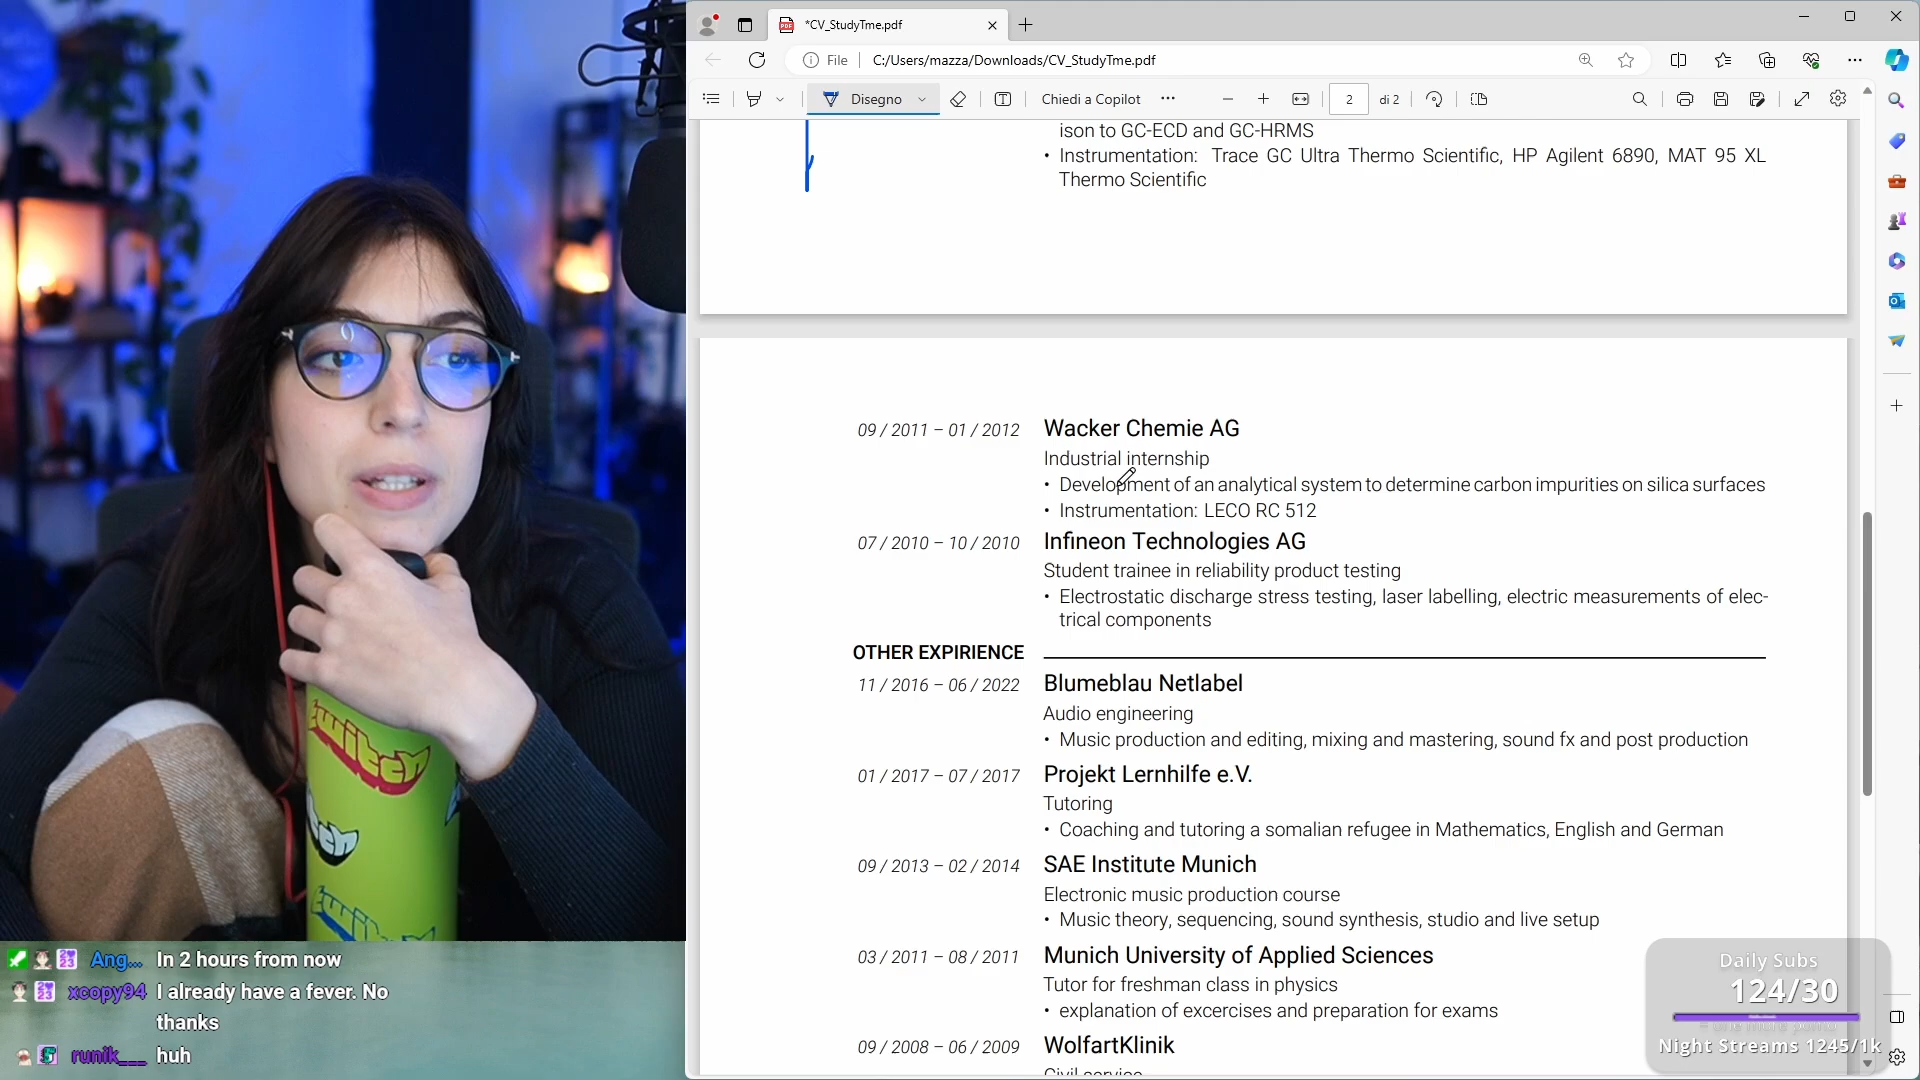 *CV_StudyTme.pdf
File
C:/Users/mazza/Downloads/CV_StudyTme.pdf
Disegno
Chiedi a Copilot
2
di 2
ison to GC-ECD and GC-HRMS
• Instrumentation: Trace GC Ultra Thermo Scientific, HP Agilent 6890, MAT 95 XL
Thermo Scientific
09 / 2011 – 01 / 2012
Wacker Chemie AG
Industrial internship
• Development of an analytical system to determine carbon impurities on silica surfaces
• Instrumentation: LECO RC 512
07 / 2010 – 10 / 2010
Infineon Technologies AG
Student trainee in reliability product testing
• Electrostatic discharge stress testing, laser labelling, electric measurements of elec-
trical components
OTHER EXPIRIENCE
11 / 2016 – 06 / 2022
Blumeblau Netlabel
Audio engineering
• Music production and editing, mixing and mastering, sound fx and post production
01 / 2017 – 07 / 2017
Projekt Lernhilfe e.V.
Tutoring
• Coaching and tutoring a somalian refugee in Mathematics, English and German
09 / 2013 – 02 / 2014
SAE Institute Munich
Electronic music production course
• Music theory, sequencing, sound synthesis, studio and live setup
03 / 2011 – 08 / 2011
Munich University of Applied Sciences
Tutor for freshman class in physics
• explanation of excercises and preparation for exams
09 / 2008 – 06 / 2009
WolfartKlinik
Civil service
twitch
Ang... In 2 hours from now
xcopy94 I already have a fever. No
thanks
runik___ huh
Daily Subs
124/30
Night Streams 1245/1k